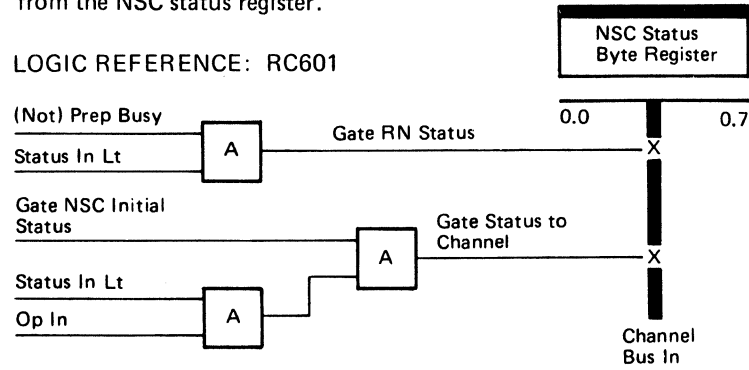 from the NSC status register.
NSC Status
Byte Register
LOGIC REFERENCE: RC601
(Not) Prep Busy
0.0
0.7
A
Gate RN Status
X
Status In Lt
Gate NSC Initial
Status
Gate Status to
Channel
A
X
Status In Lt
A
Op In
Channel
Bus In